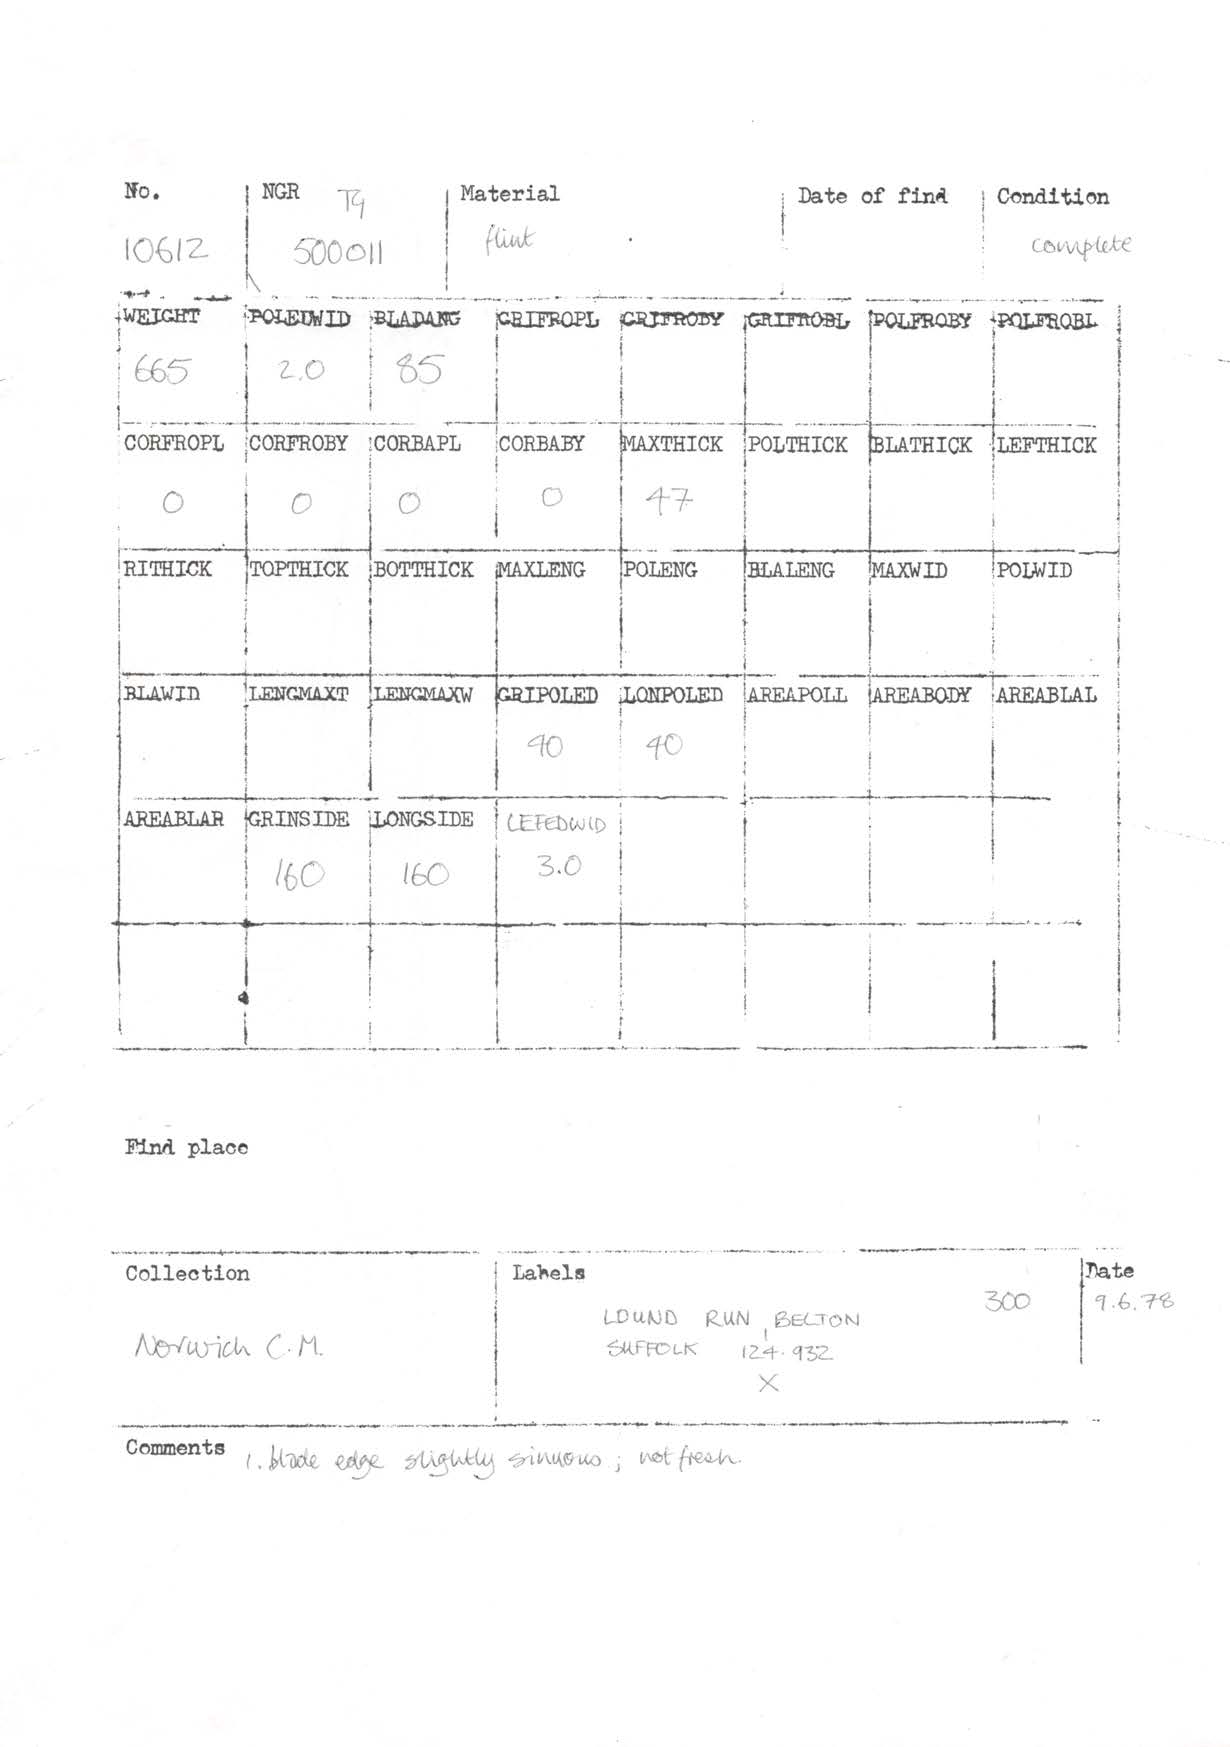 No. NGR TG Material Date of find Condition
10612 500011 flint complete
WEIGHT POLEDWID BLADANG GRIFROPL GRIFROBY GRIFROBL POLFROBY POLFROBL
665 2.0 85
CORFROPL CORFROBY CORBAPL CORBABY MAXTHICK POLTHICK BLATHICK LEFTHICK
0 0 0 0 47
RITHICK TOPTHICK BOTTHICK MAXLENG POLENG BLALENG MAXWID POLWID
BLAWID LENGMAXT LENGMAXW GRIPOLED LONPOLED AREAPOLL AREABODY AREABLAL
40 40
AREABLAR GRINSIDE LONGSIDE LEFEDWID
160 160 3.0
Find place
Collection Labels Date
300 9.6.78
LOUND RUN, BELTON
Norwich C.M. SUFFOLK 124.932
X
Comments 1. blade edge slightly sinuous; not fresh.